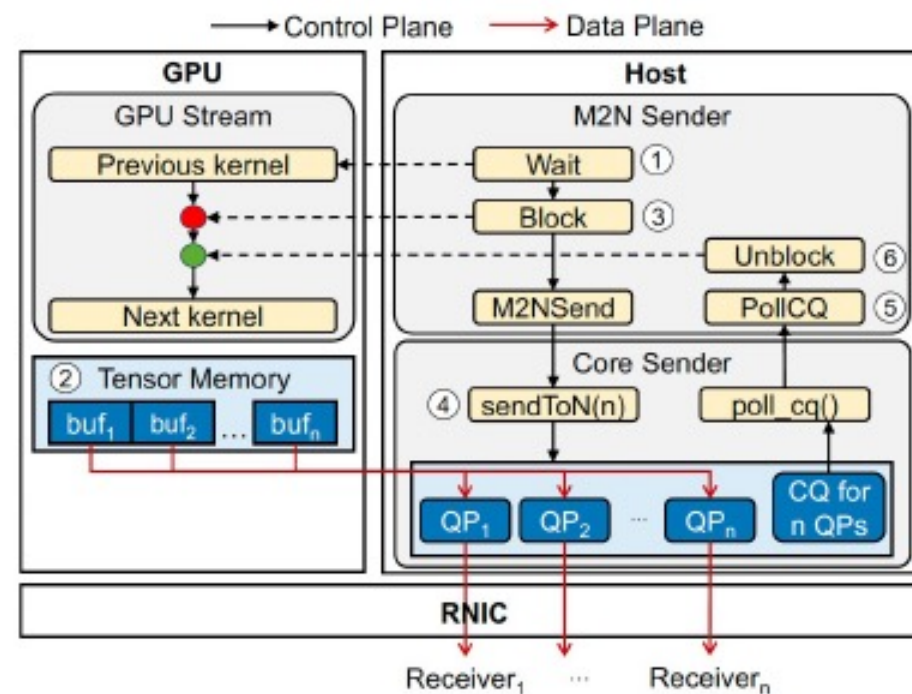 Control Plane Data Plane
GPU
GPU Stream
Previous kernel
Next kernel
② Tensor Memory
buf₁ buf₂ ... bufₙ
Host
M2N Sender
Wait ①
Block ③
Unblock ⑥
M2NSend PollCQ ⑤
Core Sender
④ sendToN(n) poll_cq()
QP₁ QP₂ ... QPₙ
CQ for
n QPs
RNIC
Receiver₁ ... Receiverₙ